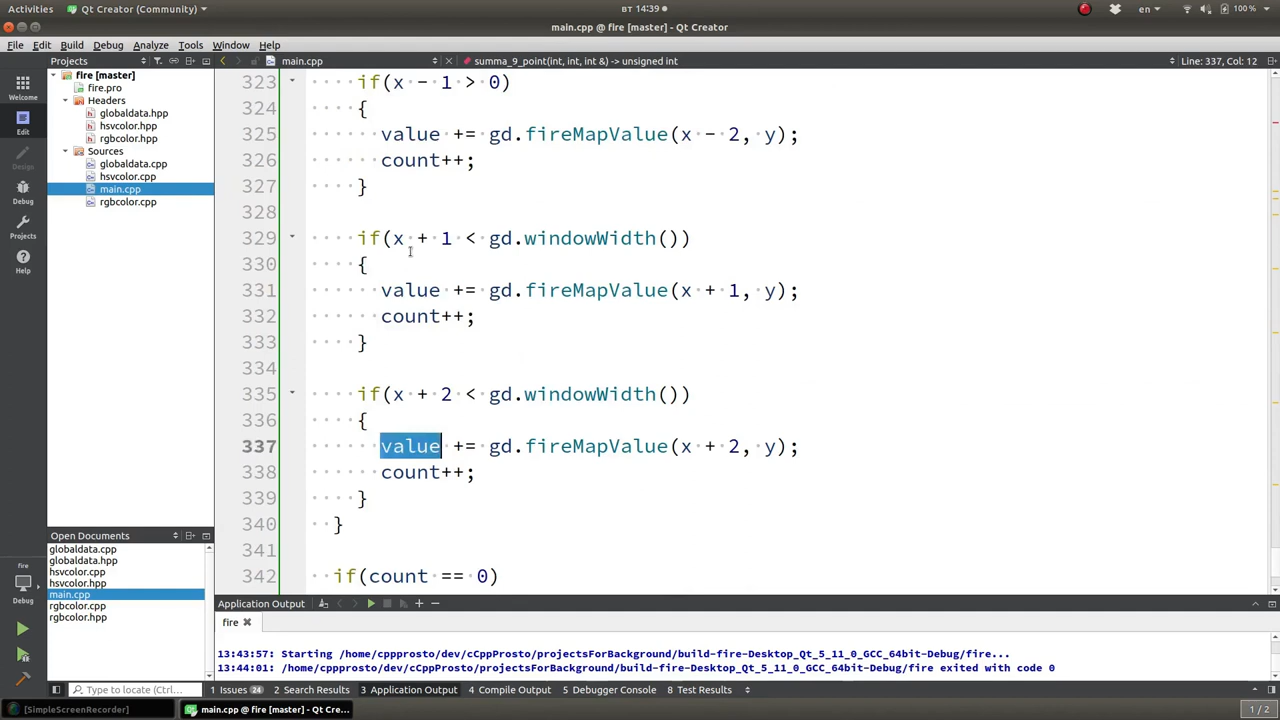 Activities Qt Creator (Community) вт 14:39 en 100 %
main.cpp @ fire [master] - Qt Creator
File Edit Build Debug Analyze Tools Window Help
Projects main.cpp summa_9_point(int, int, int &) -> unsigned int Line: 337, Col: 12
Welcome
Edit
Design
Debug
Projects
Help
fire
Debug
fire [master]
fire.pro
Headers
globaldata.hpp
hsvcolor.hpp
rgbcolor.hpp
Sources
globaldata.cpp
hsvcolor.cpp
main.cpp
rgbcolor.cpp
Open Documents
globaldata.cpp
globaldata.hpp
hsvcolor.cpp
hsvcolor.hpp
main.cpp
rgbcolor.cpp
rgbcolor.hpp
323 if(x - 1 > 0)
324 {
325 value += gd.fireMapValue(x - 2, y);
326 count++;
327 }
328
329 if(x + 1 < gd.windowWidth())
330 {
331 value += gd.fireMapValue(x + 1, y);
332 count++;
333 }
334
335 if(x + 2 < gd.windowWidth())
336 {
337 value += gd.fireMapValue(x + 2, y);
338 count++;
339 }
340 }
341
342 if(count == 0)
Application Output
fire
13:43:57: Starting /home/cppprosto/dev/cCppProsto/projectsForBackground/build-fire-Desktop_Qt_5_11_0_GCC_64bit-Debug/fire...
13:44:01: /home/cppprosto/dev/cCppProsto/projectsForBackground/build-fire-Desktop_Qt_5_11_0_GCC_64bit-Debug/fire exited with code 0
Type to locate (Ctrl... 1 Issues 24 2 Search Results 3 Application Output 4 Compile Output 5 Debugger Console 8 Test Results
[SimpleScreenRecorder] main.cpp @ fire [master] - Qt Cre... 1 / 2